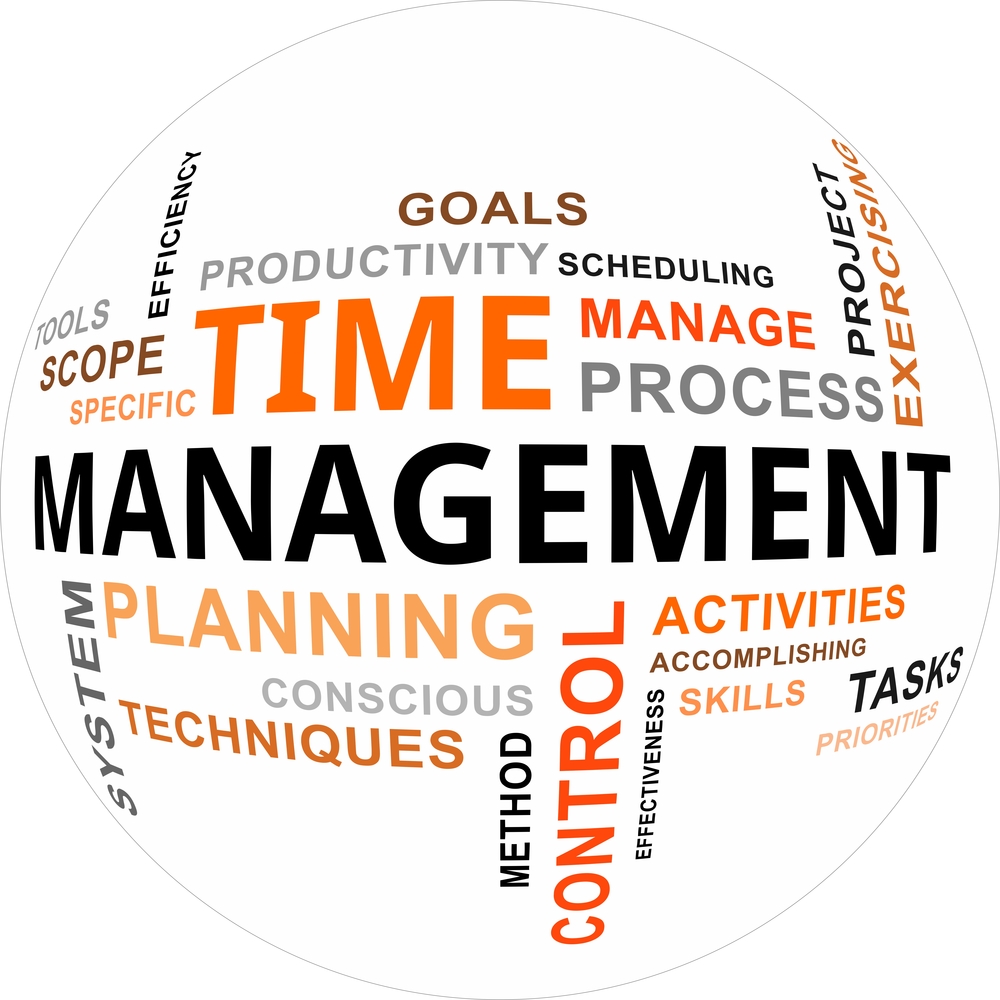 GOALS
EFFICIENCY
PRODUCTIVITY
SCHEDULING
PROJECT
EXERCISING
TOOLS
SCOPE
SPECIFIC
TIME
MANAGE
PROCESS
MANAGEMENT
SYSTEM
PLANNING
CONSCIOUS
TECHNIQUES
METHOD
CONTROL
EFFECTIVENESS
ACTIVITIES
ACCOMPLISHING
SKILLS
TASKS
PRIORITIES